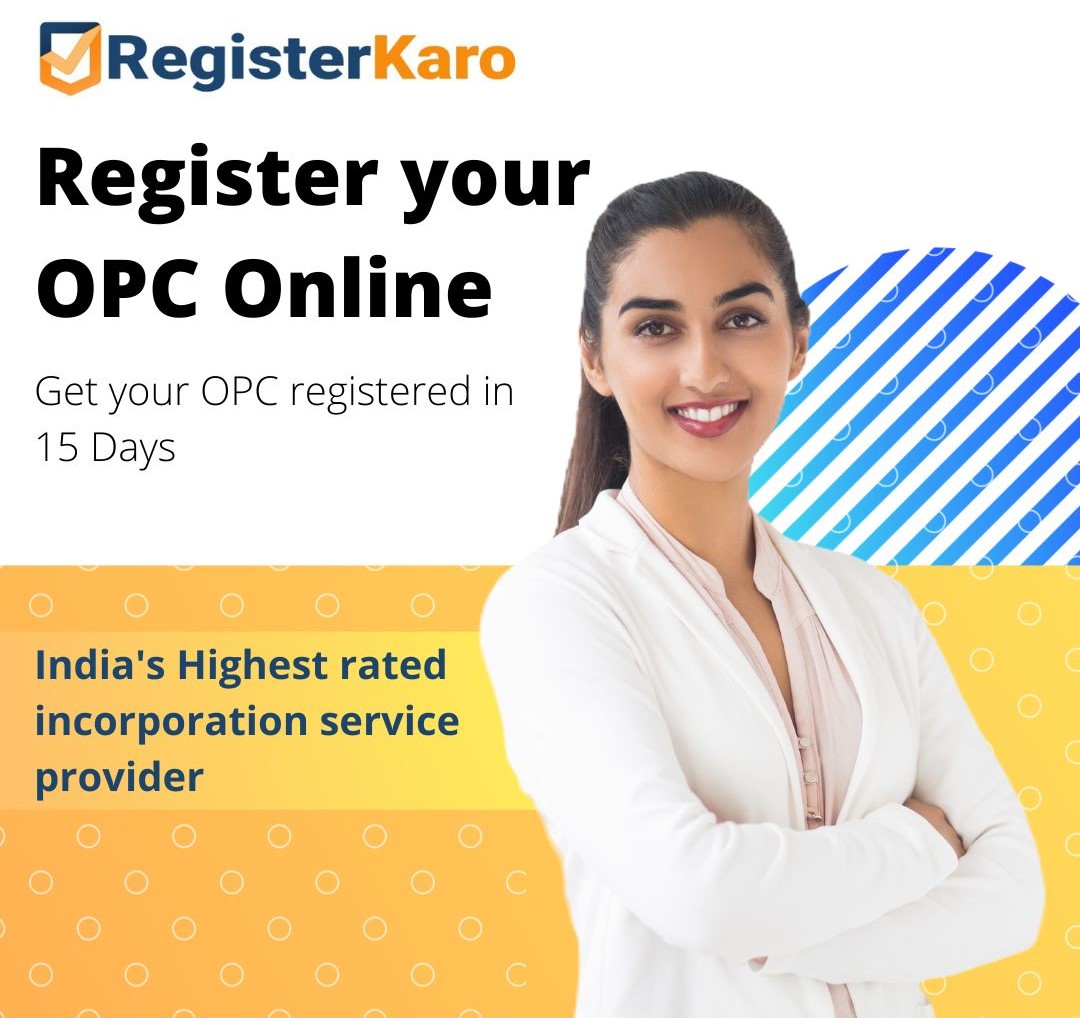 RegisterKaro
Register your
OPC Online
Get your OPC registered in
15 Days
India's Highest rated
incorporation service
provider